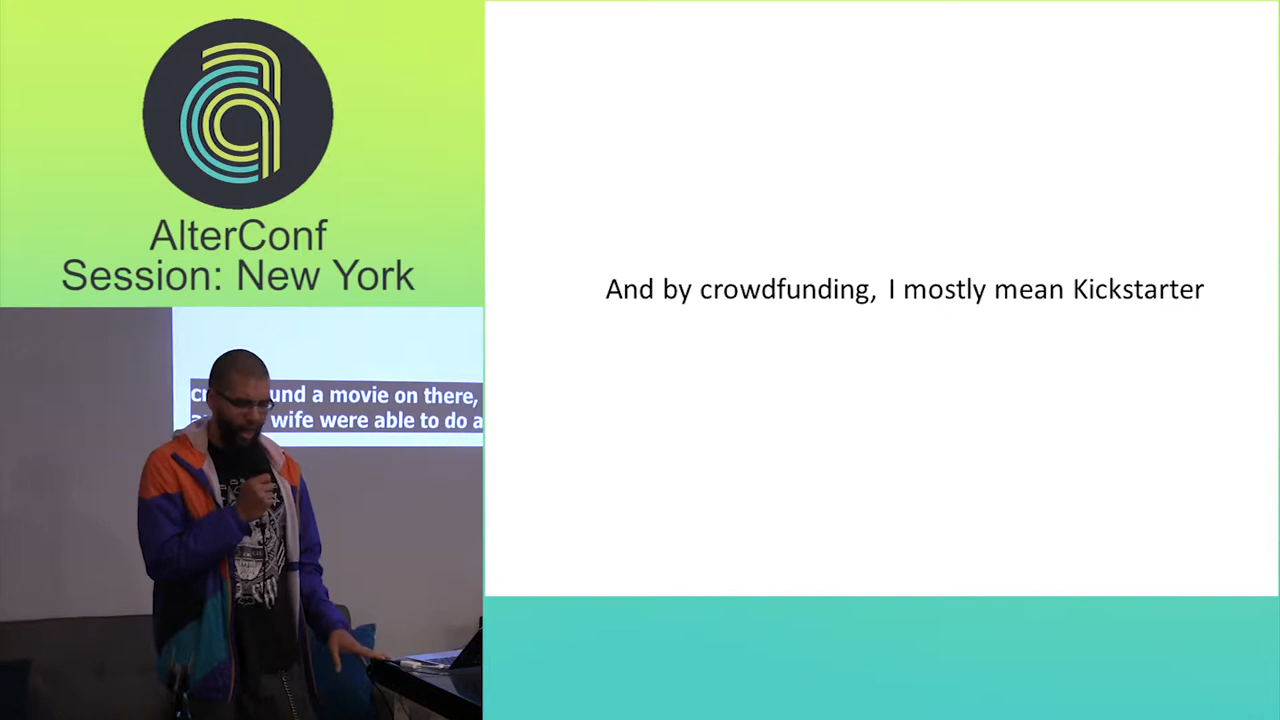 AlterConf
Session: New York
And by crowdfunding, I mostly mean Kickstarter
und a movie on there,
wife were able to do a